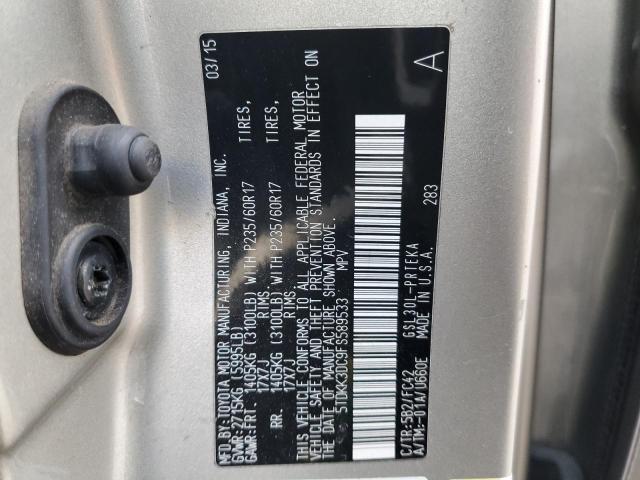 MFD. BY: TOYOTA MOTOR MANUFACTURING, INDIANA, INC. 03/15
GVWR: 2715KG (5995LB)
GAWR: FRT. 1405KG (3100LB) WITH P235/60R17 TIRES,
17X7J RIMS
RR. 1405KG (3100LB) WITH P235/60R17 TIRES,
17X7J RIMS
THIS VEHICLE CONFORMS TO ALL APPLICABLE FEDERAL MOTOR
VEHICLE SAFETY AND THEFT PREVENTION STANDARDS IN EFFECT ON
THE DATE OF MANUFACTURE SHOWN ABOVE.
5TDKK3DC9FS589533 MPV
A
283
C/TR:5B2/FC42 GSL30L-PRTEKA
A/TM:-01A/U660E MADE IN U.S.A.